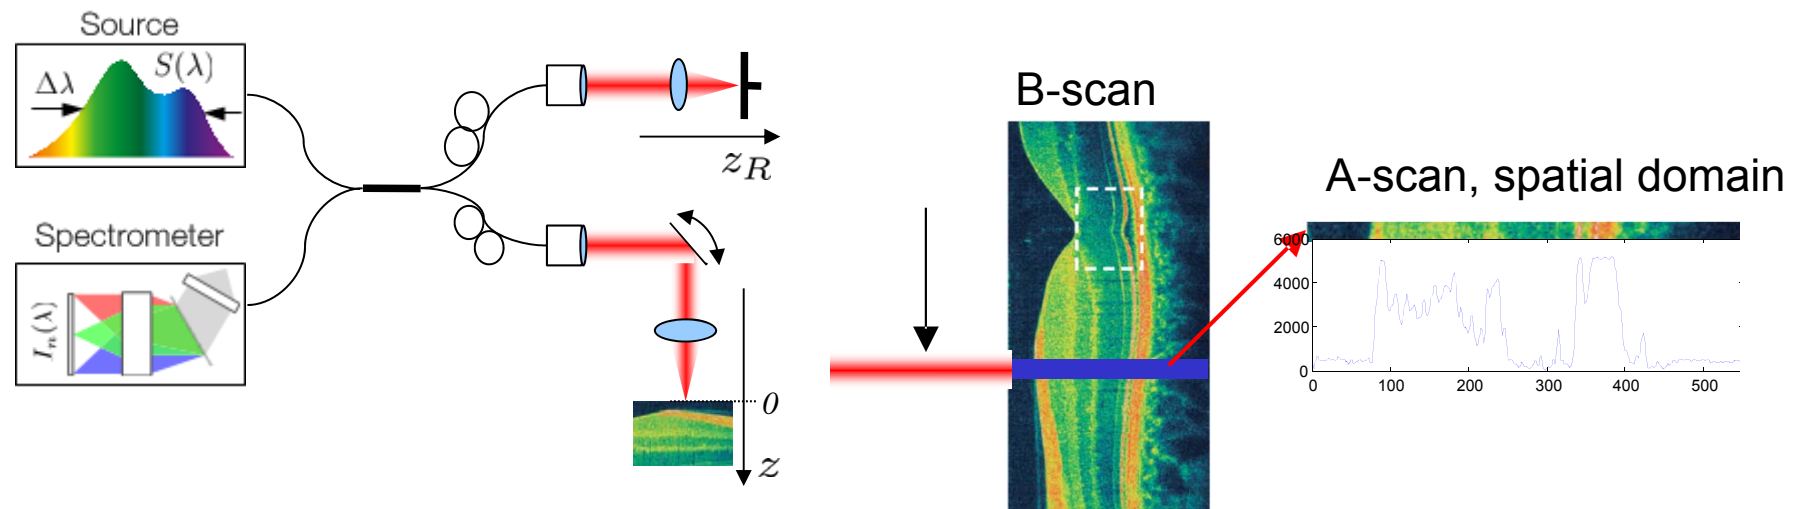 Source
Δλ
S(λ)
Spectrometer
I_n(λ)
z_R
0
z
B-scan
A-scan, spatial domain
6000
4000
2000
0
0 100 200 300 400 500